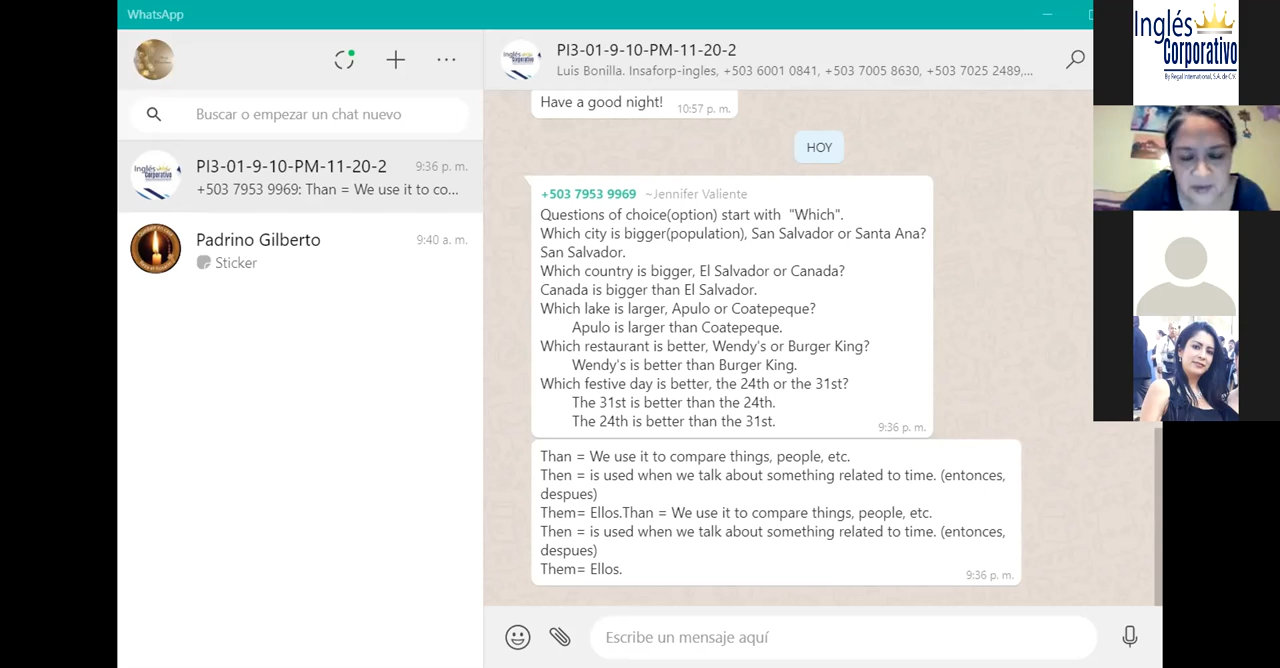 WhatsApp
Buscar o empezar un chat nuevo
PI3-01-9-10-PM-11-20-2
9:36 p. m.
+503 7953 9969: Than = We use it to co...
Padrino Gilberto
9:40 a. m.
Sticker
PI3-01-9-10-PM-11-20-2
Luis Bonilla. Insaforp-ingles, +503 6001 0841, +503 7005 8630, +503 7025 2489,...
Have a good night!
10:57 p. m.
HOY
+503 7953 9969 ~Jennifer Valiente
Questions of choice(option) start with "Which".
Which city is bigger(population), San Salvador or Santa Ana?
San Salvador.
Which country is bigger, El Salvador or Canada?
Canada is bigger than El Salvador.
Which lake is larger, Apulo or Coatepeque?
Apulo is larger than Coatepeque.
Which restaurant is better, Wendy's or Burger King?
Wendy's is better than Burger King.
Which festive day is better, the 24th or the 31st?
The 31st is better than the 24th.
The 24th is better than the 31st.
9:36 p. m.
Than = We use it to compare things, people, etc.
Then = is used when we talk about something related to time. (entonces,
despues)
Them= Ellos.Than = We use it to compare things, people, etc.
Then = is used when we talk about something related to time. (entonces,
despues)
Them= Ellos.
9:36 p. m.
Escribe un mensaje aquí
Inglés
Corporativo
By Regal International, S.A. de C.V.